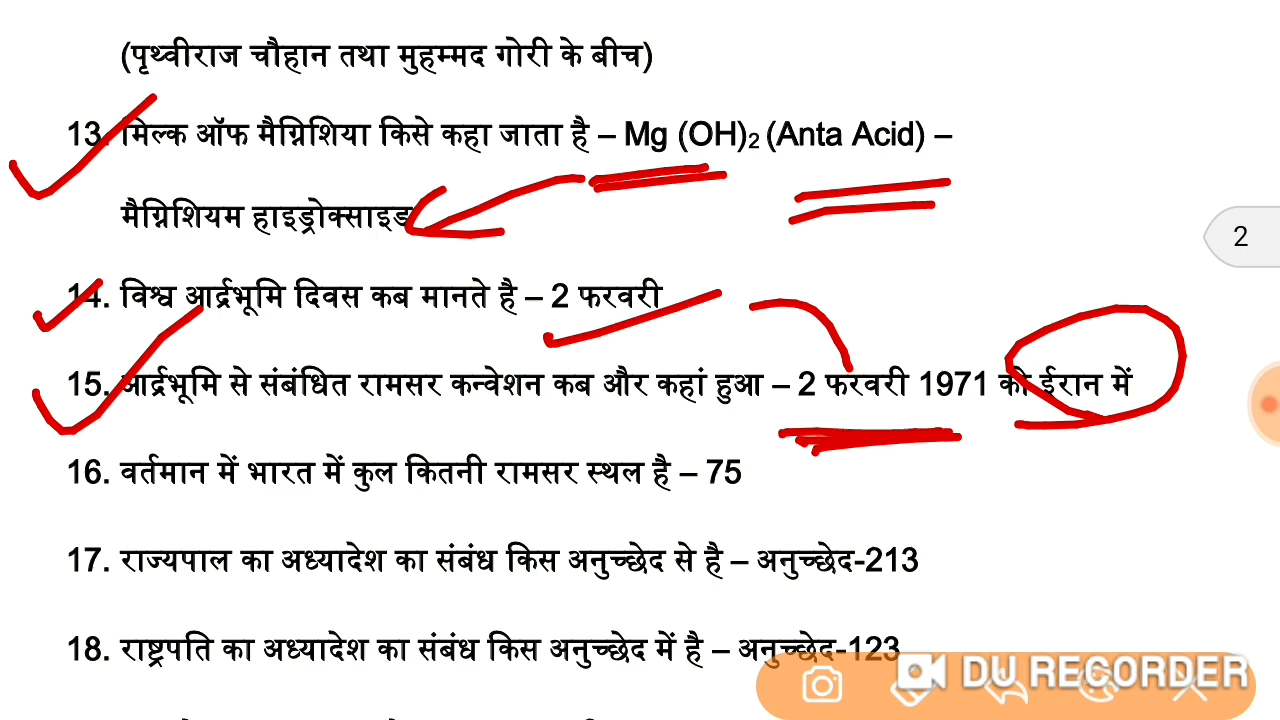 (पृथ्वीराज चौहान तथा मुहम्मद गोरी के बीच)
13. मिल्क ऑफ मैग्निशिया किसे कहा जाता है – Mg (OH)₂ (Anta Acid) –
मैग्निशियम हाइड्रोक्साइड
2
14. विश्व आर्द्रभूमि दिवस कब मानते है – 2 फरवरी
15. आर्द्रभूमि से संबंधित रामसर कन्वेशन कब और कहां हुआ – 2 फरवरी 1971 को ईरान में
16. वर्तमान में भारत में कुल कितनी रामसर स्थल है – 75
17. राज्यपाल का अध्यादेश का संबंध किस अनुच्छेद से है – अनुच्छेद-213
18. राष्ट्रपति का अध्यादेश का संबंध किस अनुच्छेद में है – अनुच्छेद-123
DU RECORDER